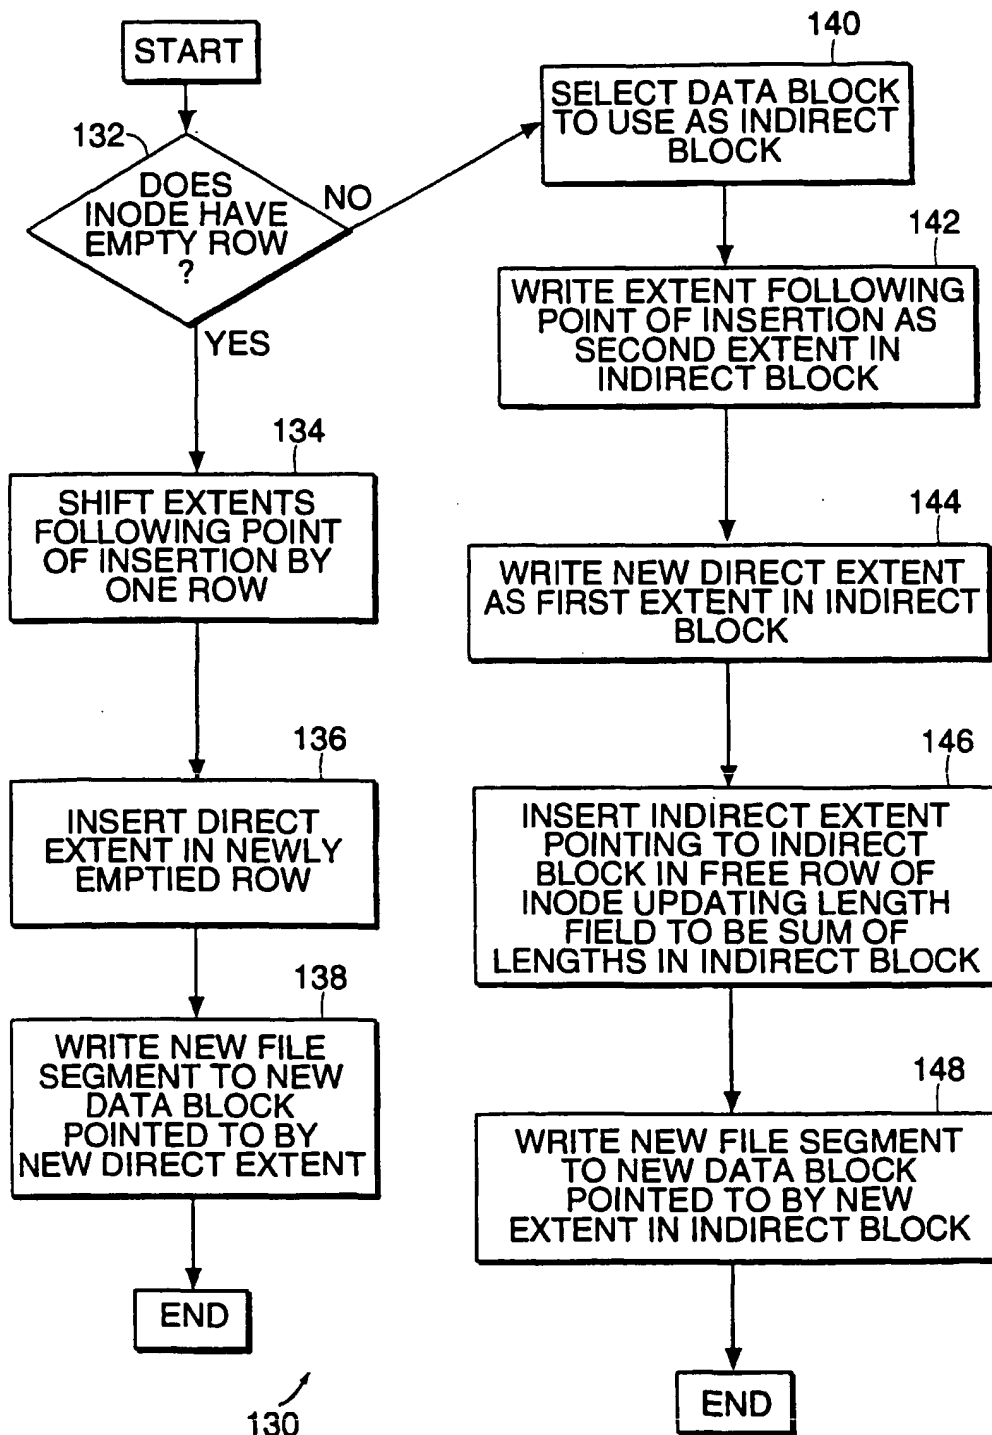 START
132
DOES
INODE HAVE
EMPTY ROW
?
NO
YES
134
SHIFT EXTENTS
FOLLOWING POINT
OF INSERTION BY
ONE ROW
136
INSERT DIRECT
EXTENT IN NEWLY
EMPTIED ROW
138
WRITE NEW FILE
SEGMENT TO NEW
DATA BLOCK
POINTED TO BY
NEW DIRECT EXTENT
END
130
140
SELECT DATA BLOCK
TO USE AS INDIRECT
BLOCK
142
WRITE EXTENT FOLLOWING
POINT OF INSERTION AS
SECOND EXTENT IN
INDIRECT BLOCK
144
WRITE NEW DIRECT EXTENT
AS FIRST EXTENT IN INDIRECT
BLOCK
146
INSERT INDIRECT EXTENT
POINTING TO INDIRECT
BLOCK IN FREE ROW OF
INODE UPDATING LENGTH
FIELD TO BE SUM OF
LENGTHS IN INDIRECT BLOCK
148
WRITE NEW FILE SEGMENT
TO NEW DATA BLOCK
POINTED TO BY NEW
EXTENT IN INDIRECT BLOCK
END